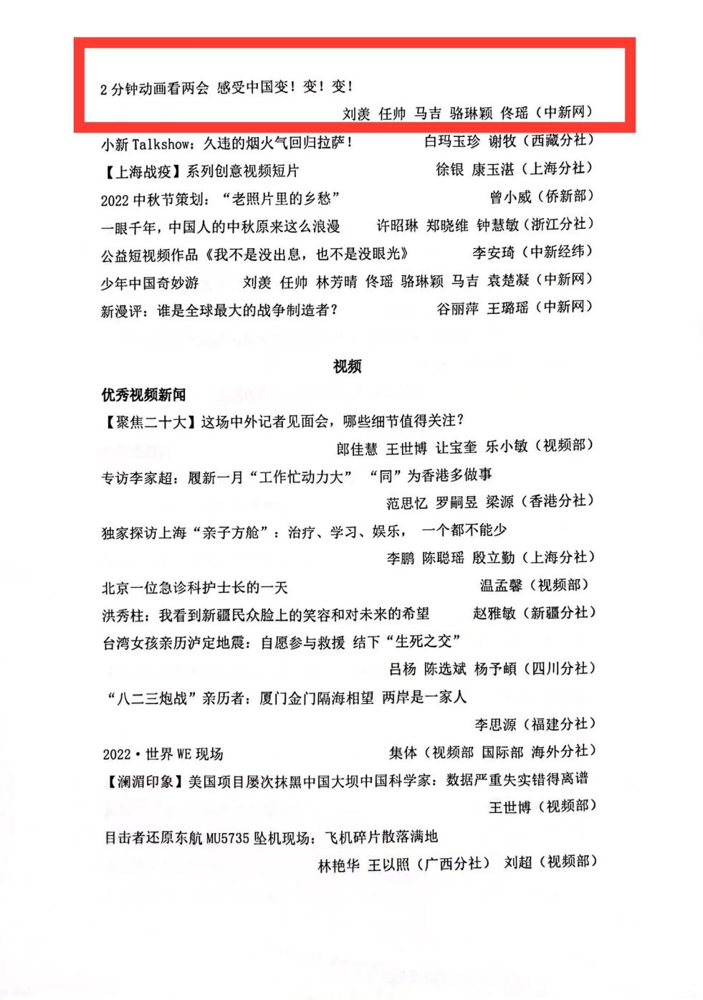 2分钟动画看两会 感受中国变！变！变！
刘羡 任帅 马吉 骆琳颖 佟瑶（中新网）
小新Talkshow：久违的烟火气回归拉萨！ 白玛玉珍 谢牧（西藏分社）
【上海战疫】系列创意视频短片 徐银 康玉湛（上海分社）
2022中秋节策划：“老照片里的乡愁” 曾小威（侨新部）
一眼千年，中国人的中秋原来这么浪漫 许昭琳 郑晓维 钟慧敏（浙江分社）
公益短视频作品《我不是没出息，也不是没眼光》 李安琦（中新经纬）
少年中国奇妙游 刘羡 任帅 林芳晴 佟瑶 骆琳颖 马吉 袁楚凝（中新网）
新漫评：谁是全球最大的战争制造者？ 谷丽萍 王璐瑶（中新网）
视频
优秀视频新闻
【聚焦二十大】这场中外记者见面会，哪些细节值得关注？
郎佳慧 王世博 让宝奎 乐小敏（视频部）
专访李家超：履新一月“工作忙动力大” “同”为香港多做事
范思忆 罗嗣昱 梁源（香港分社）
独家探访上海“亲子方舱”：治疗、学习、娱乐， 一个都不能少
李鹏 陈聪瑶 殷立勤（上海分社）
北京一位急诊科护士长的一天 温孟馨（视频部）
洪秀柱：我看到新疆民众脸上的笑容和对未来的希望 赵雅敏（新疆分社）
台湾女孩亲历泸定地震：自愿参与救援 结下“生死之交”
吕杨 陈选斌 杨予頔（四川分社）
“八二三炮战”亲历者：厦门金门隔海相望 两岸是一家人
李思源（福建分社）
2022·世界WE现场 集体（视频部 国际部 海外分社）
【澜湄印象】美国项目屡次抹黑中国大坝中国科学家：数据严重失实错得离谱
王世博（视频部）
目击者还原东航MU5735坠机现场：飞机碎片散落满地
林艳华 王以照（广西分社） 刘超（视频部）